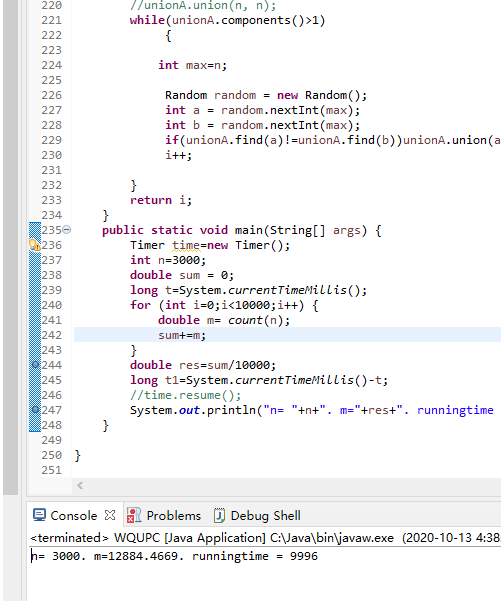 220 //unionA.union(n, n);
221 while(unionA.components()>1)
222 {
223
224 int max=n;
225
226 Random random = new Random();
227 int a = random.nextInt(max);
228 int b = random.nextInt(max);
229 if(unionA.find(a)!=unionA.find(b))unionA.union(a
230 i++;
231
232 }
233 return i;
234 }
235 public static void main(String[] args) {
236 Timer time=new Timer();
237 int n=3000;
238 double sum = 0;
239 long t=System.currentTimeMillis();
240 for (int i=0;i<10000;i++) {
241 double m= count(n);
242 sum+=m;
243 }
244 double res=sum/10000;
245 long t1=System.currentTimeMillis()-t;
246 //time.resume();
247 System.out.println("n= "+n+". m="+res+". runningtime
248 }
249
250 }
251
Console Problems Debug Shell
<terminated> WQUPC [Java Application] C:\Java\bin\javaw.exe (2020-10-13 4:38
n= 3000. m=12884.4669. runningtime = 9996